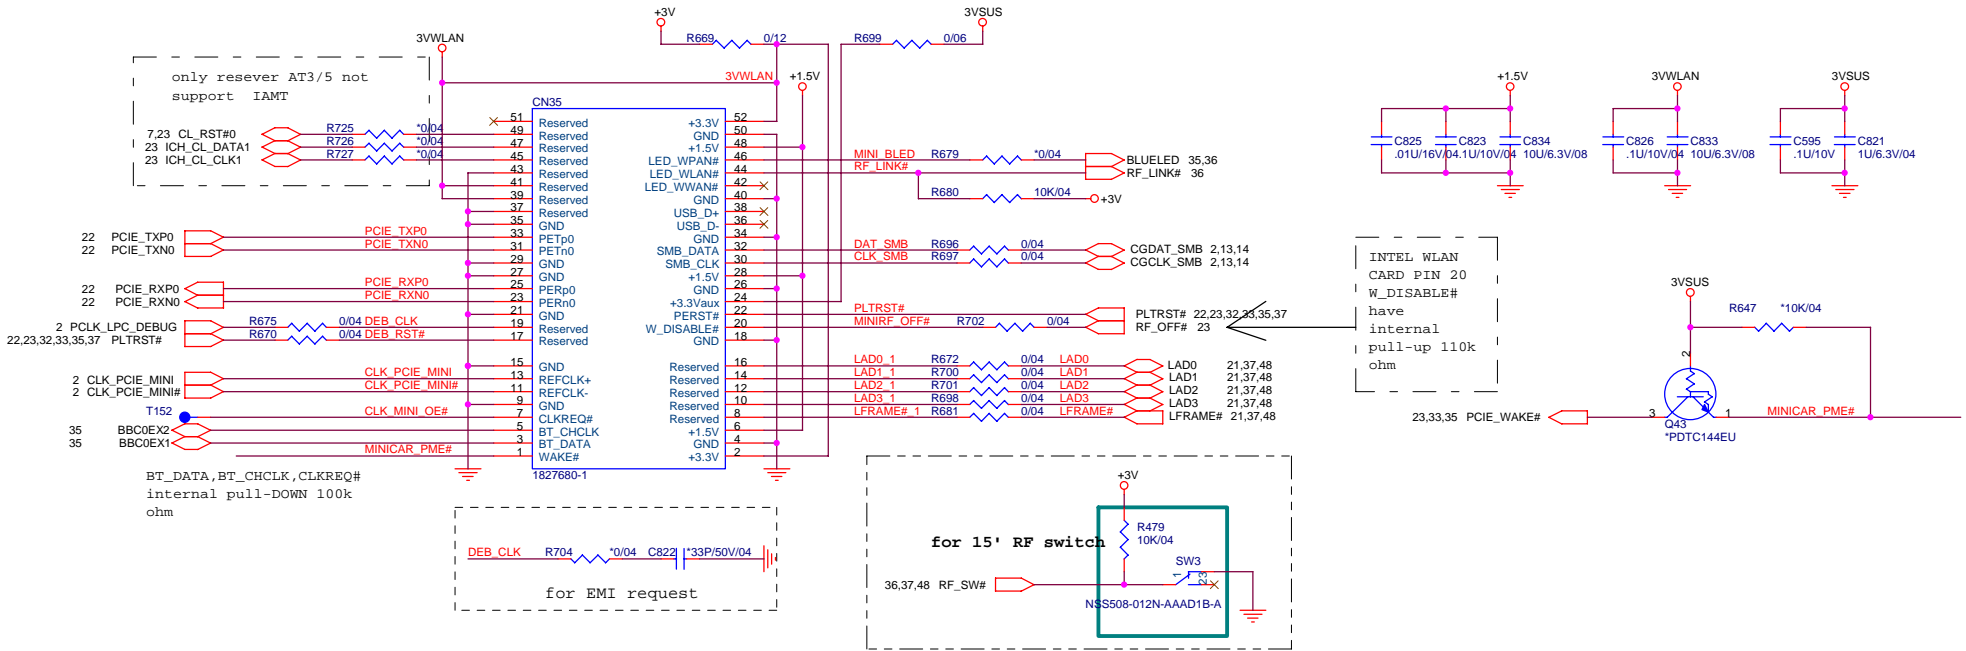 +3V
R669 0/12
3VSUS
R699 0/06
3VWLAN
3VWLAN
+1.5V
only resever AT3/5 not
support IAMT
7,23 CL_RST#0 R725 *0/04
23 ICH_CL_DATA1 R726 *0/04
23 ICH_CL_CLK1 R727 *0/04
CN35
51 Reserved
49 Reserved
47 Reserved
45 Reserved
43 Reserved
41 Reserved
39 Reserved
37 Reserved
35 GND
33 PETp0
31 PETn0
29 GND
27 GND
25 PERp0
23 PERn0
21 GND
19 Reserved
17 Reserved
15 GND
13 REFCLK+
11 REFCLK-
9 GND
7 CLKREQ#
5 BT_CHCLK
3 BT_DATA
1 WAKE#
+3.3V 52
GND 50
+1.5V 48
LED_WPAN# 46
LED_WLAN# 44
LED_WWAN# 42
GND 40
USB_D+ 38
USB_D- 36
GND 34
SMB_DATA 32
SMB_CLK 30
+1.5V 28
GND 26
+3.3Vaux 24
PERST# 22
W_DISABLE# 20
GND 18
Reserved 16
Reserved 14
Reserved 12
Reserved 10
Reserved 8
+1.5V 6
GND 4
+3.3V 2
1827680-1
22 PCIE_TXP0 PCIE_TXP0
22 PCIE_TXN0 PCIE_TXN0
22 PCIE_RXP0 PCIE_RXP0
22 PCIE_RXN0 PCIE_RXN0
2 PCLK_LPC_DEBUG R675 0/04 DEB_CLK
22,23,32,33,35,37 PLTRST# R670 0/04 DEB_RST#
2 CLK_PCIE_MINI CLK_PCIE_MINI
2 CLK_PCIE_MINI# CLK_PCIE_MINI#
T152 CLK_MINI_OE#
35 BBC0EX2
35 BBC0EX1
MINICAR_PME#
BT_DATA,BT_CHCLK,CLKREQ#
internal pull-DOWN 100k
ohm
MINI_BLED R679 *0/04 BLUELED 35,36
RF_LINK# RF_LINK# 36
R680 10K/04 +3V
DAT_SMB R696 0/04 CGDAT_SMB 2,13,14
CLK_SMB R697 0/04 CGCLK_SMB 2,13,14
PLTRST# PLTRST# 22,23,32,33,35,37
MINIRF_OFF# R702 0/04 RF_OFF# 23
LAD0_1 R672 0/04 LAD0 LAD0 21,37,48
LAD1_1 R700 0/04 LAD1 LAD1 21,37,48
LAD2_1 R701 0/04 LAD2 LAD2 21,37,48
LAD3_1 R698 0/04 LAD3 LAD3 21,37,48
LFRAME#_1 R681 0/04 LFRAME# LFRAME# 21,37,48
+1.5V
C825 .01U/16V/04
C823 .1U/10V/04
C834 10U/6.3V/08
3VWLAN
C826 .1U/10V/04
C833 10U/6.3V/08
3VSUS
C595 .1U/10V
C821 1U/6.3V/04
INTEL WLAN
CARD PIN 20
W_DISABLE#
have
internal
pull-up 110k
ohm
3VSUS
R647 *10K/04
2
23,33,35 PCIE_WAKE# 3 1 MINICAR_PME#
Q43
*PDTC144EU
DEB_CLK R704 *0/04 C822 *33P/50V/04
for EMI request
+3V
R479
10K/04
for 15' RF switch
SW3
1 2 3
36,37,48 RF_SW#
NSS508-012N-AAAD1B-A